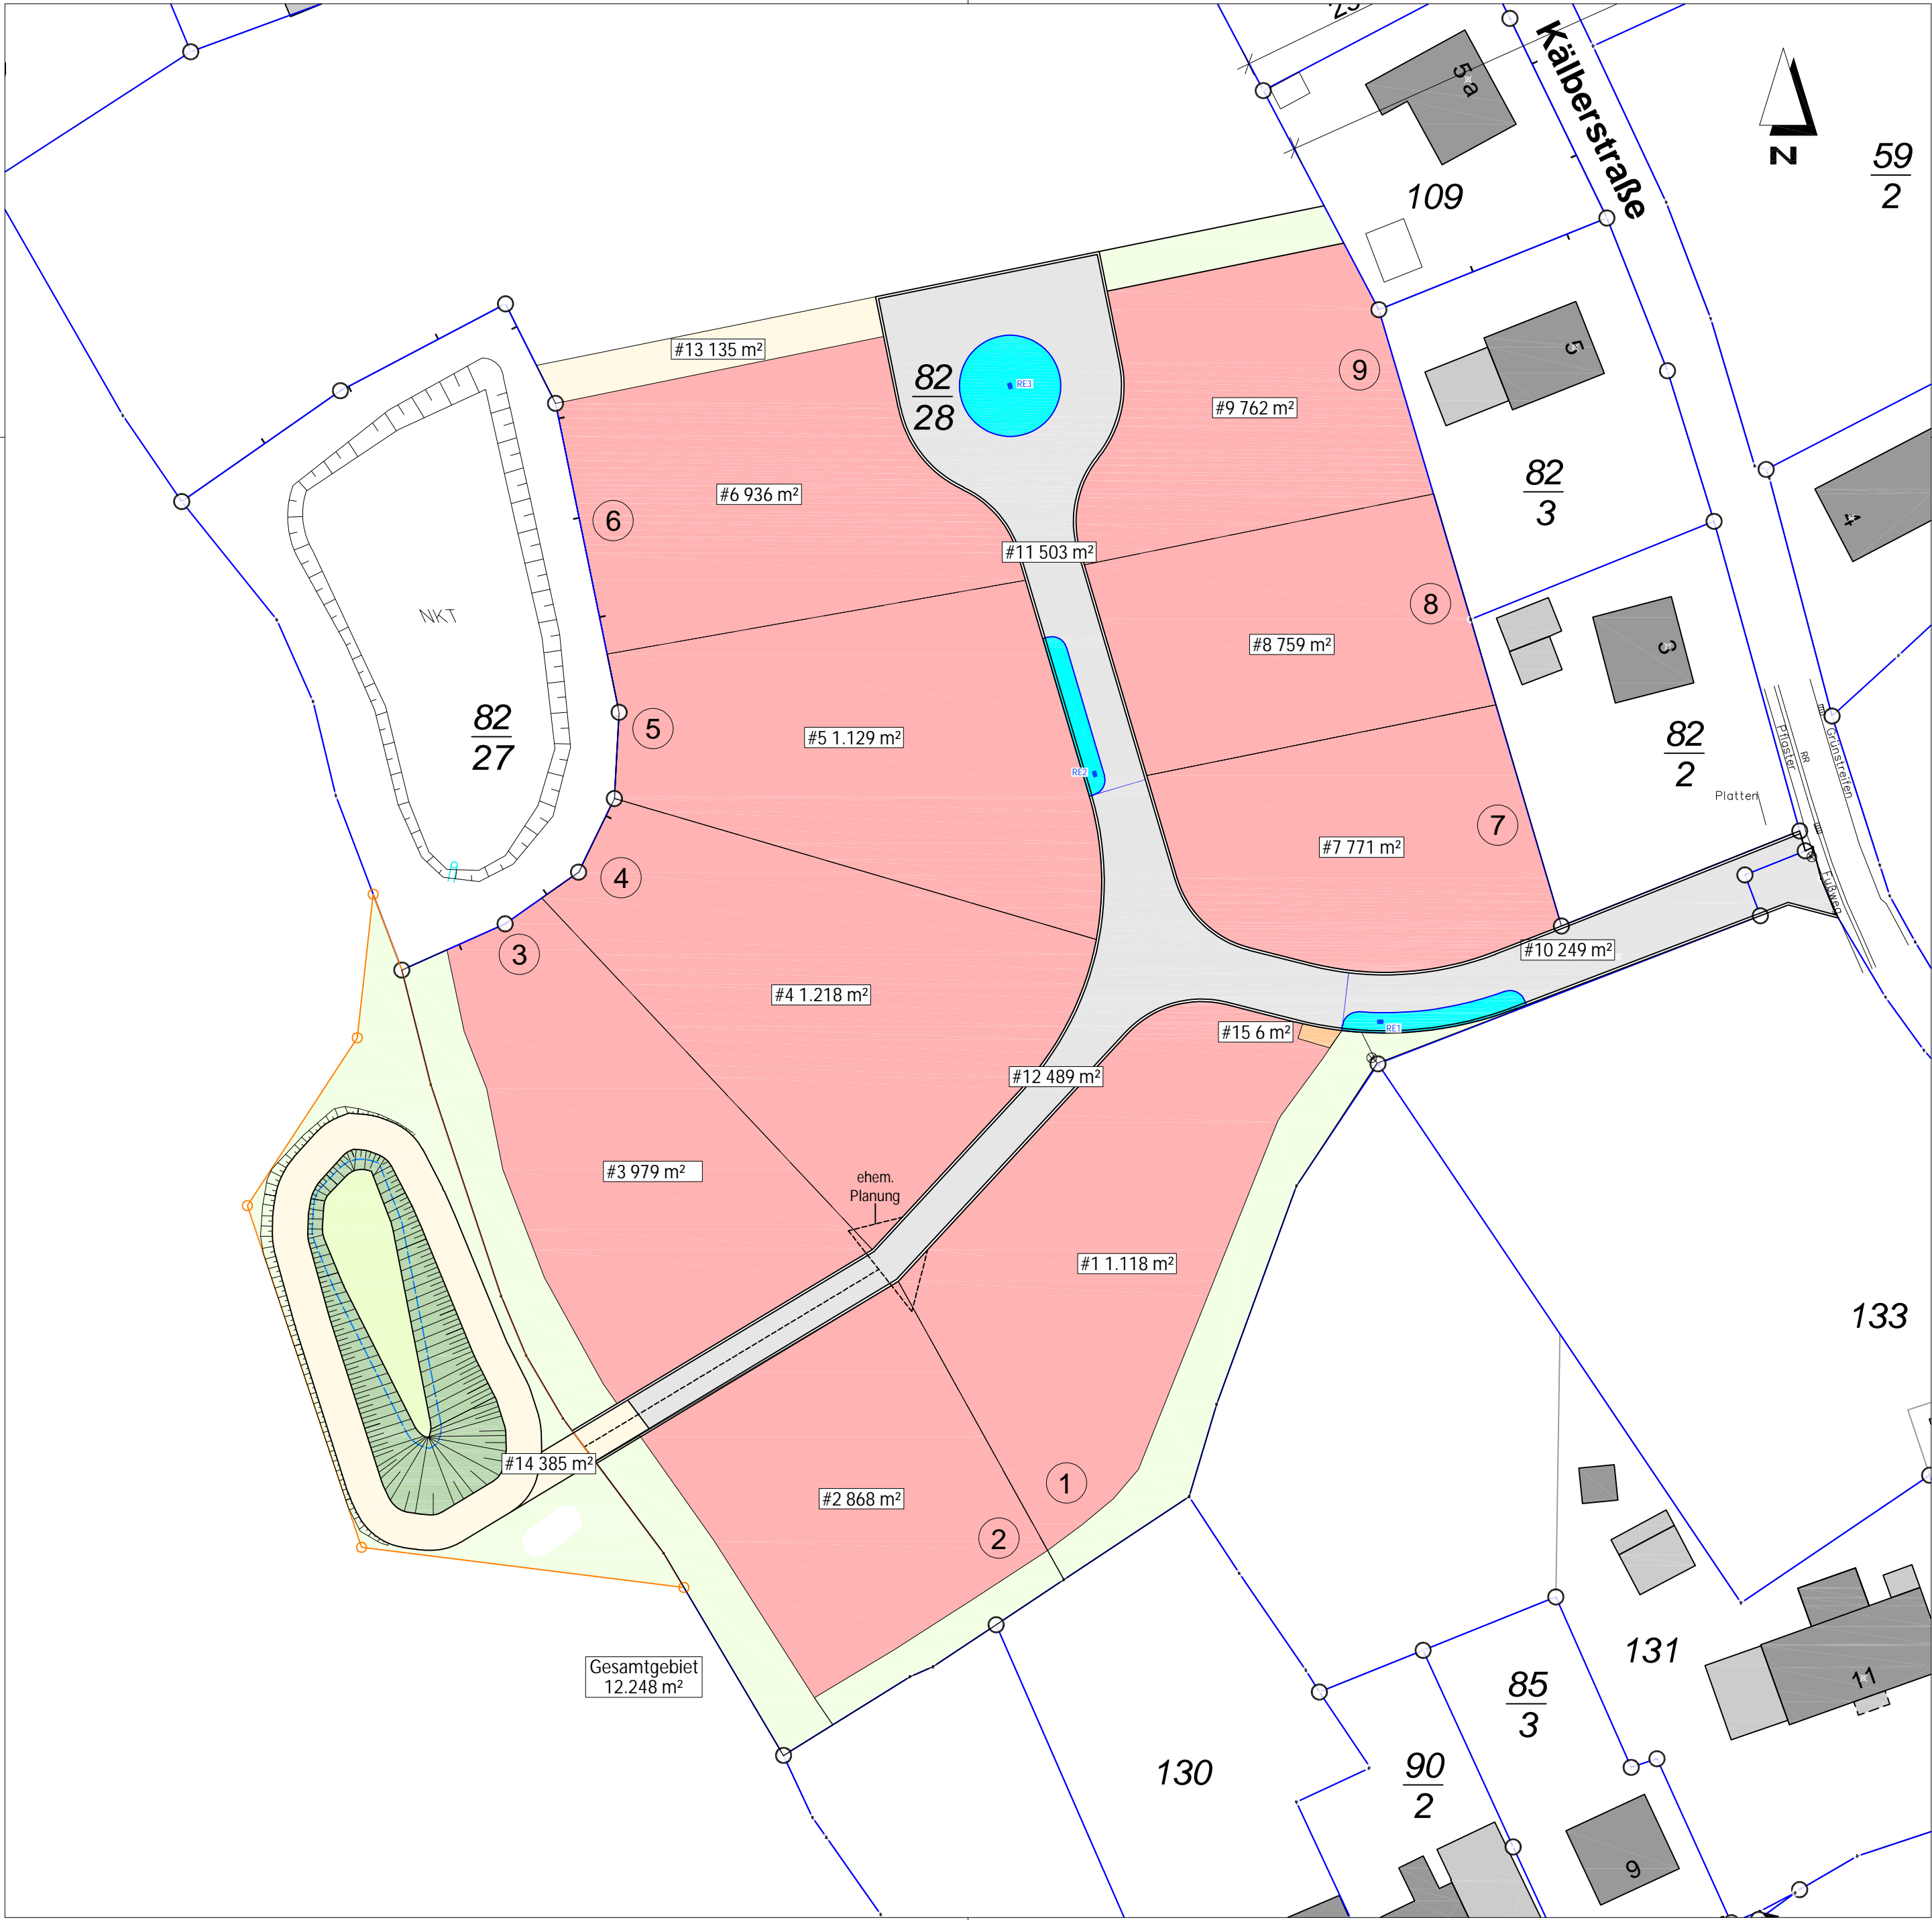 Kälberstraße
5a
109
N
59
2
#13 135 m²
82
28
RE3
9
#9 762 m²
5
82
3
#6 936 m²
6
4
#11 503 m²
NKT
8
#8 759 m²
3
82
27
5
#5 1.129 m²
RE2
82
2
Pflaster
RR
Grünstreifen
Platten
7
#7 771 m²
4
Fußweg
3
#10 249 m²
#4 1.218 m²
#15 6 m²
RE1
#12 489 m²
#3 979 m²
ehem.
Planung
#1 1.118 m²
133
#14 385 m²
1
#2 868 m²
2
Gesamtgebiet
12.248 m²
131
11
85
3
130
90
2
9